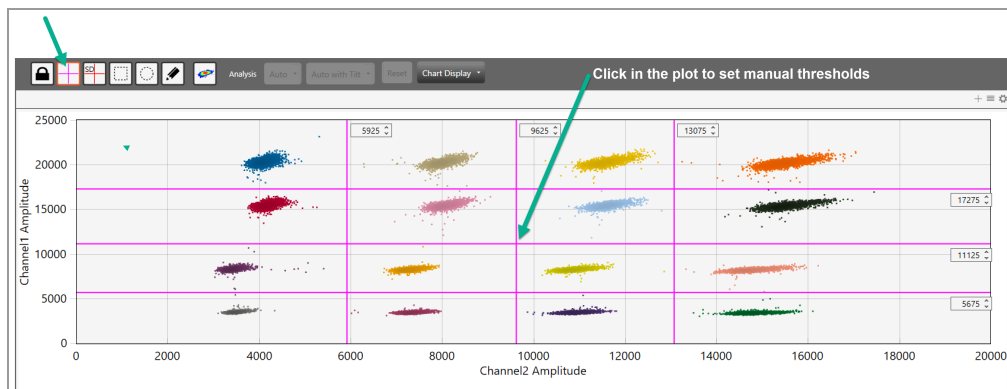 SD
Analysis Auto Auto with Tilt Reset Chart Display
Click in the plot to set manual thresholds
25000
20000
15000
10000
5000
0
Channel1 Amplitude
5925 9625 13075
17275
11125
5675
0 2000 4000 6000 8000 10000 12000 14000 16000 18000 20000
Channel2 Amplitude